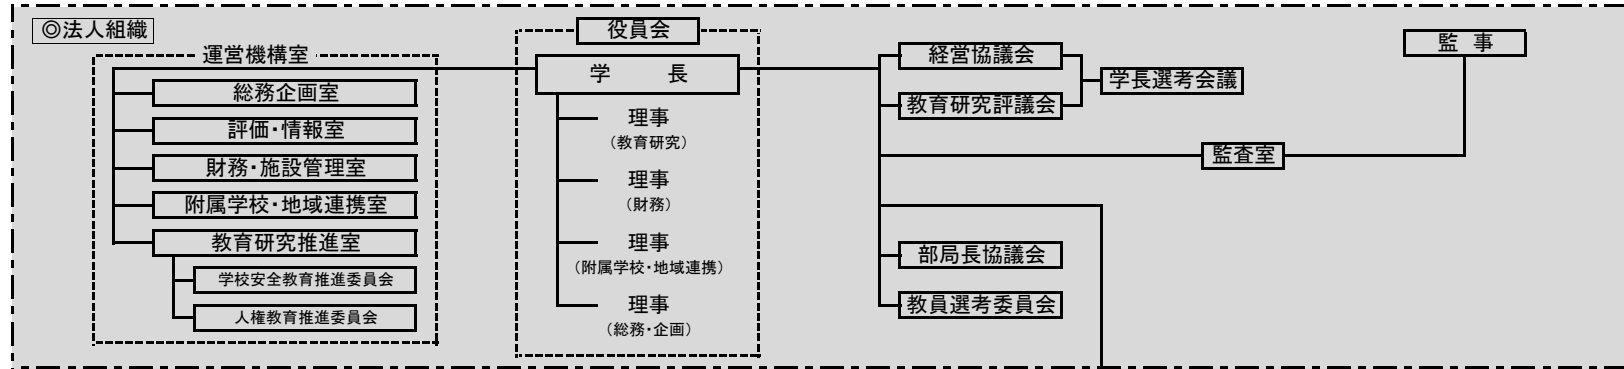 ◎法人組織
運営機構室
総務企画室
評価・情報室
財務・施設管理室
附属学校・地域連携室
教育研究推進室
学校安全教育推進委員会
人権教育推進委員会
役員会
学　長
理事
（教育研究）
理事
（財務）
理事
（附属学校・地域連携）
理事
（総務・企画）
経営協議会
教育研究評議会
学長選考会議
監　事
監査室
部局長協議会
教員選考委員会